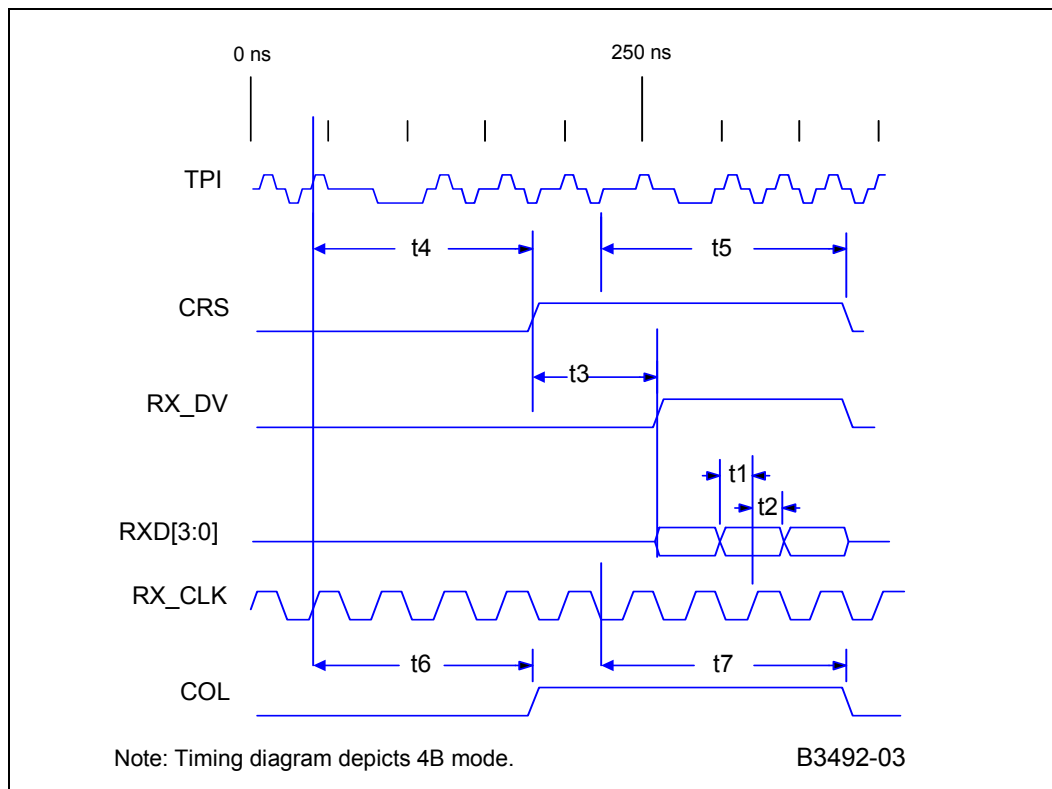 0 ns 250 ns
TPI
t4 t5
CRS
t3
RX_DV
t1
t2
RXD[3:0]
RX_CLK
t6 t7
COL
Note: Timing diagram depicts 4B mode. B3492-03